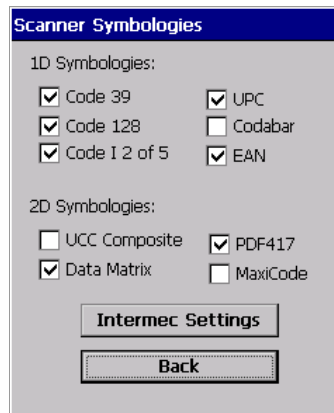 Scanner Symbologies
1D Symbologies:
Code 39 UPC
Code 128 Codabar
Code I 2 of 5 EAN
2D Symbologies:
UCC Composite PDF417
Data Matrix MaxiCode
Intermec Settings
Back